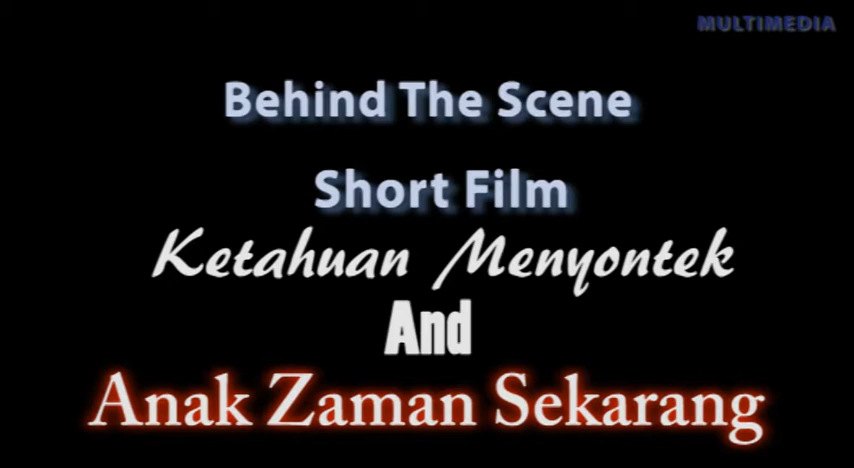 MULTIMEDIA
Behind The Scene
Short Film
Ketahuan Menyontek
And
Anak Zaman Sekarang